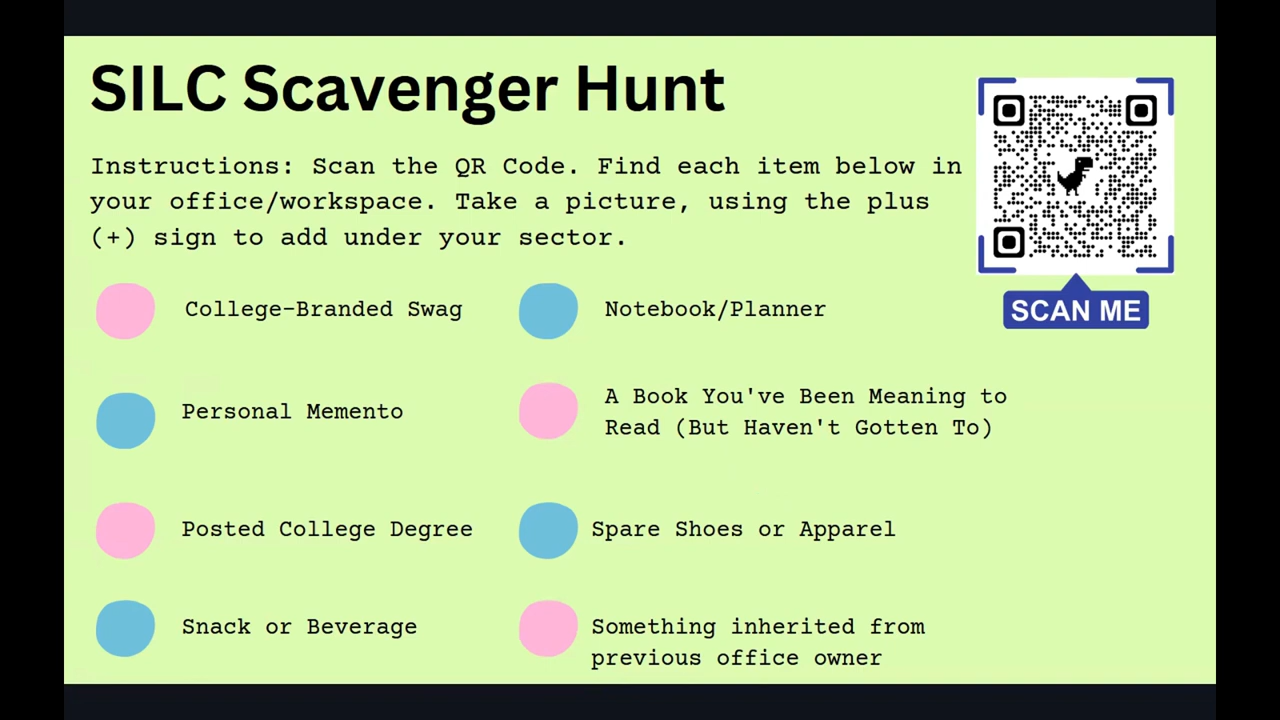 SILC Scavenger Hunt
Instructions: Scan the QR Code. Find each item below in
your office/workspace. Take a picture, using the plus
(+) sign to add under your sector.
SCAN ME
College-Branded Swag
Notebook/Planner
Personal Memento
A Book You've Been Meaning to
Read (But Haven't Gotten To)
Posted College Degree
Spare Shoes or Apparel
Snack or Beverage
Something inherited from
previous office owner